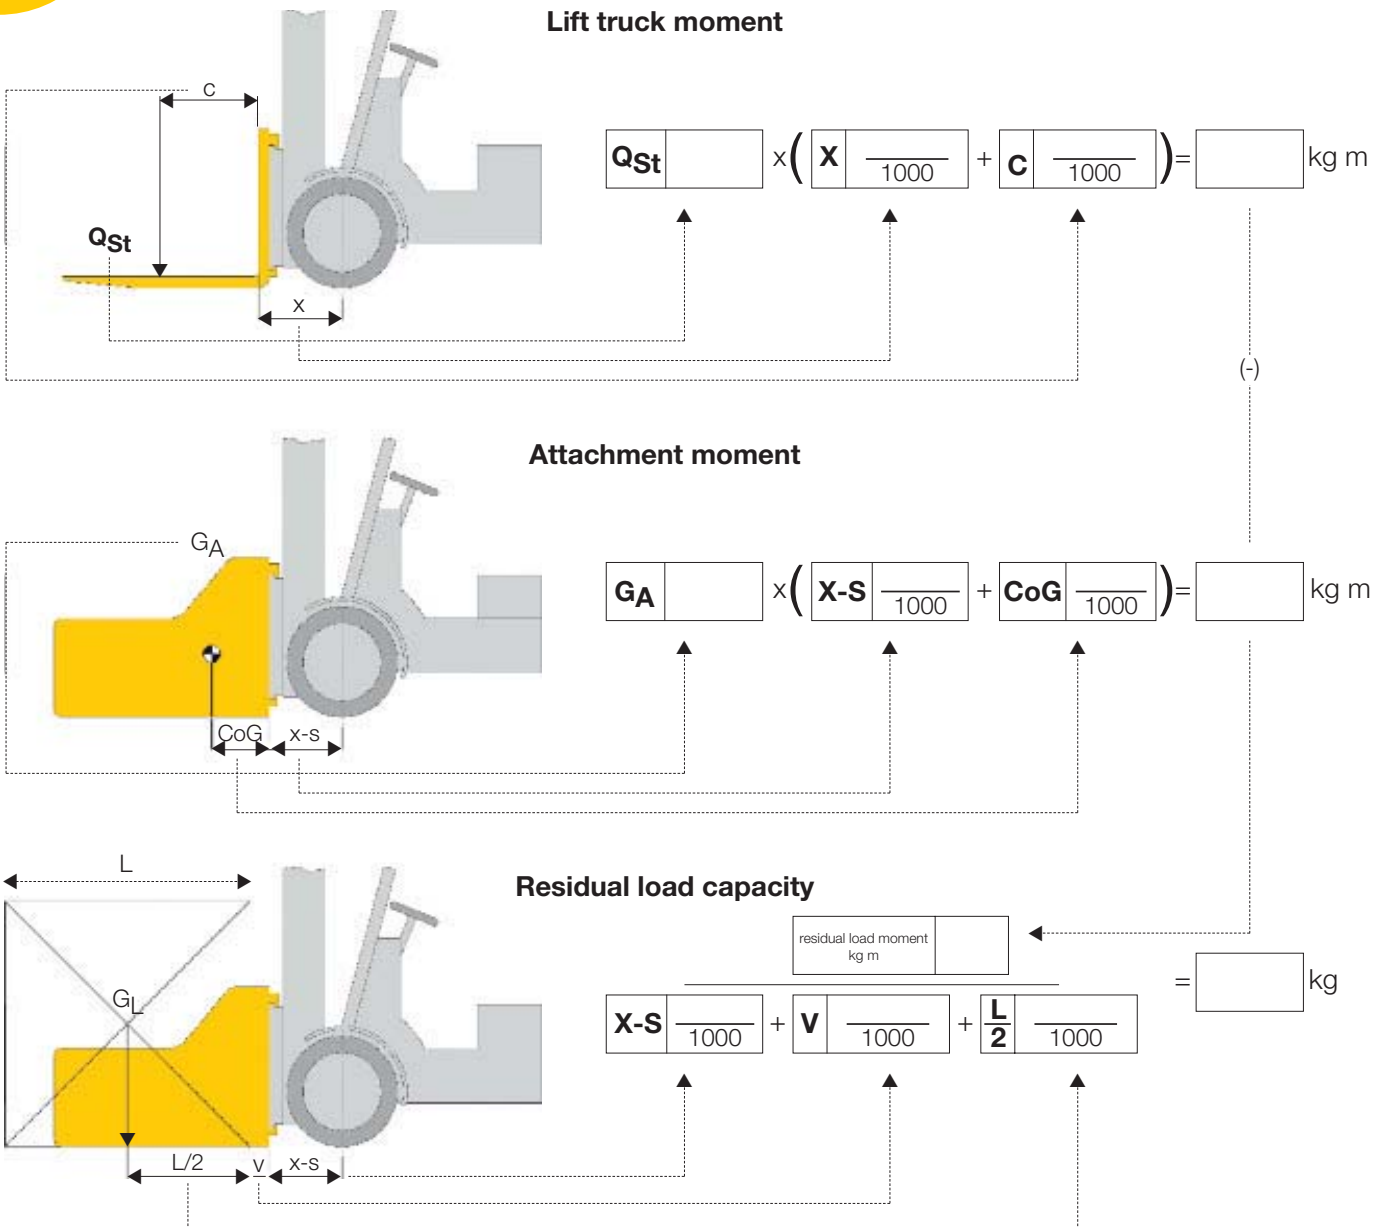 Lift truck moment
C
QSt
X
QSt x ( X 1000 + C 1000 ) = kg m
(-)
Attachment moment
GA
CoG x-s
GA x ( X-S 1000 + CoG 1000 ) = kg m
L
Residual load capacity
residual load moment
kg m
GL
X-S 1000 + V 1000 + L/2 1000 = kg
L/2 v x-s